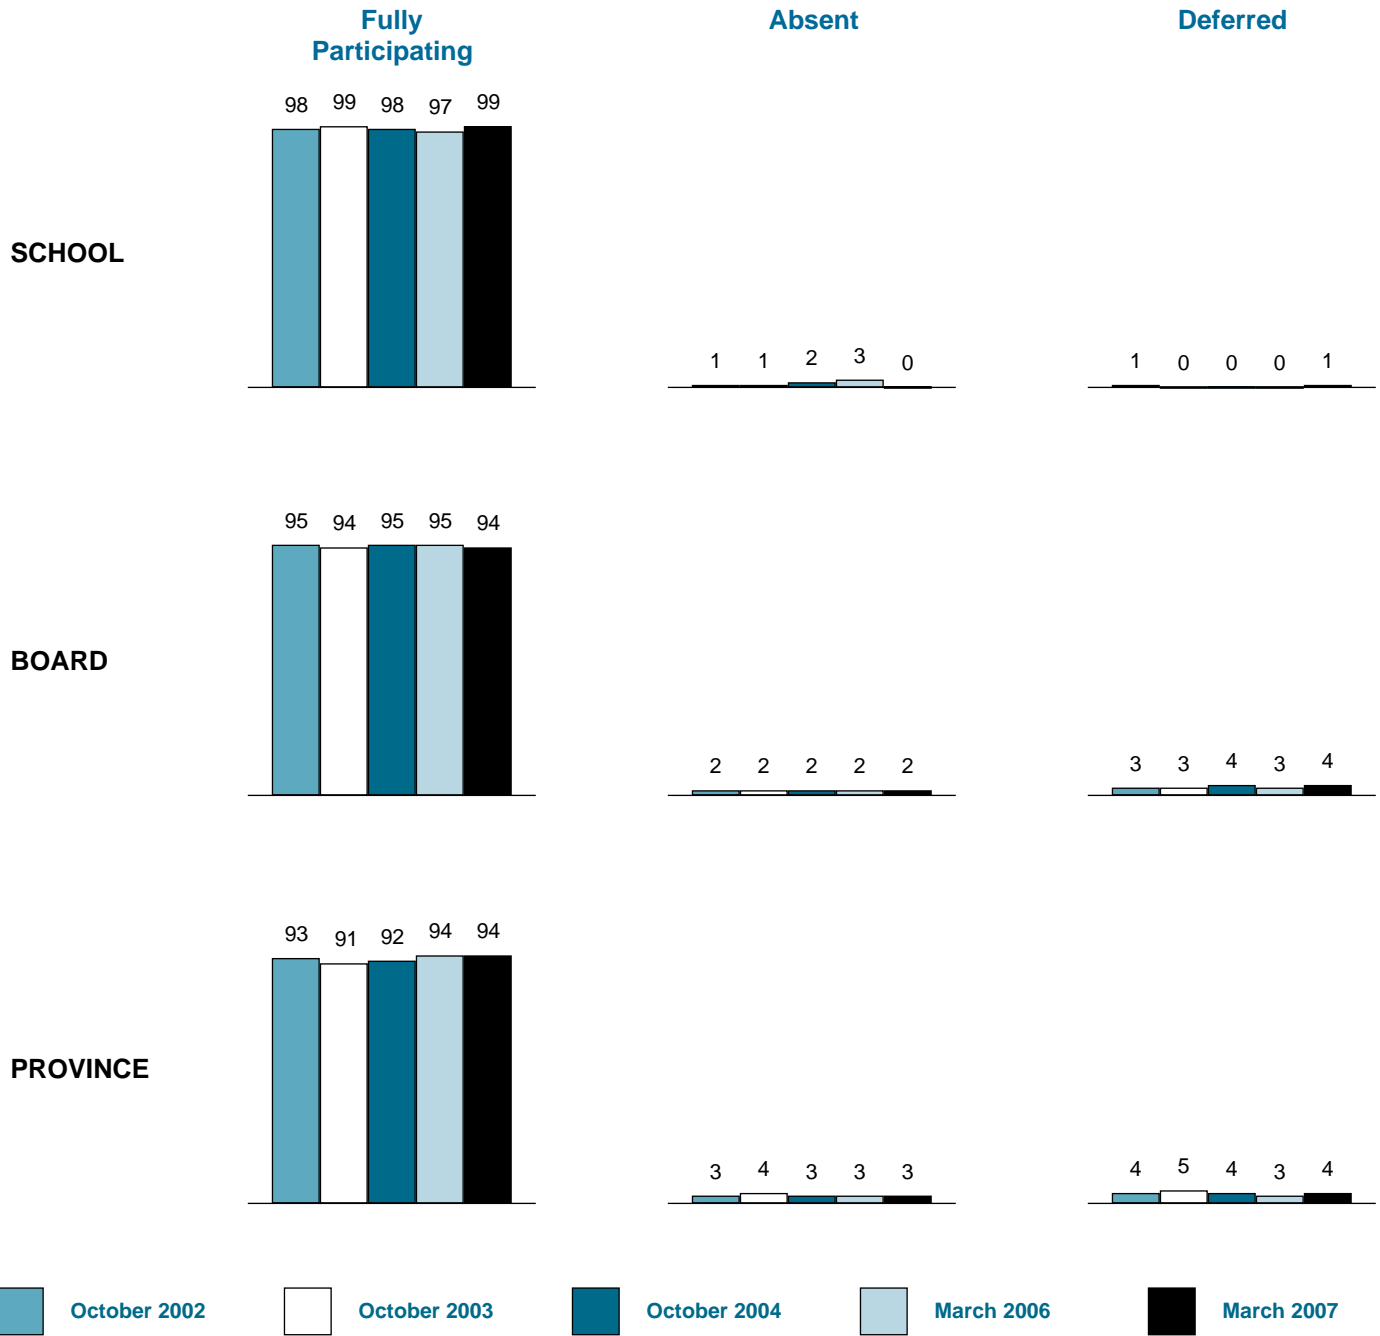 Fully
Participating
Absent
Deferred
SCHOOL
98 99 98 97 99
1 1 2 3 0
1 0 0 0 1
BOARD
95 94 95 95 94
2 2 2 2 2
3 3 4 3 4
PROVINCE
93 91 92 94 94
3 4 3 3 3
4 5 4 3 4
October 2002
October 2003
October 2004
March 2006
March 2007